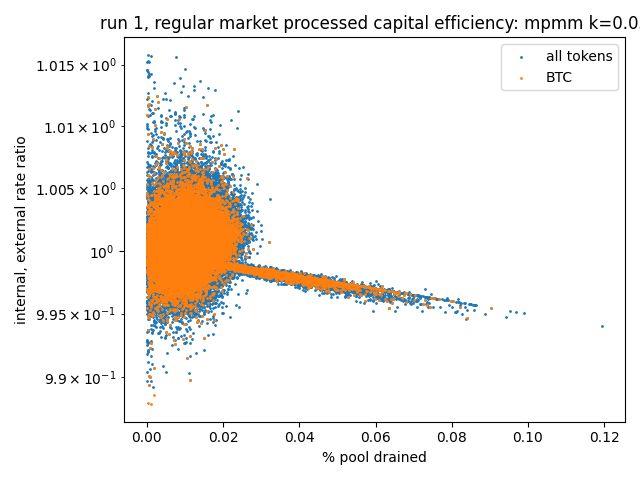 run 1, regular market processed capital efficiency: mpmm k=0.0
all tokens
BTC
1.015 × 10⁰
1.01 × 10⁰
1.005 × 10⁰
10⁰
9.95 × 10⁻¹
9.9 × 10⁻¹
internal, external rate ratio
0.00 0.02 0.04 0.06 0.08 0.10 0.12
% pool drained